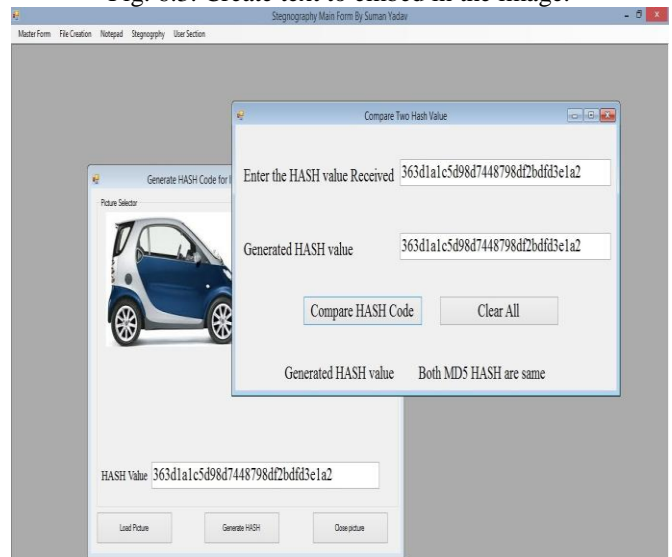 Fig. 6.3. Create text to embed in the image.
Stegnography Main Form By Suman Yadav
Master Form File Creation Notepad Stegnogrphy User Section
Compare Two Hash Value
Enter the HASH value Received 363d1a1c5d98d7448798df2bdfd3e1a2
Generated HASH value 363d1a1c5d98d7448798df2bdfd3e1a2
Compare HASH Code Clear All
Generated HASH value Both MD5 HASH are same
Generate HASH Code for I
Picture Selector
HASH Value 363d1a1c5d98d7448798df2bdfd3e1a2
Load Picture Generate HASH Close picture